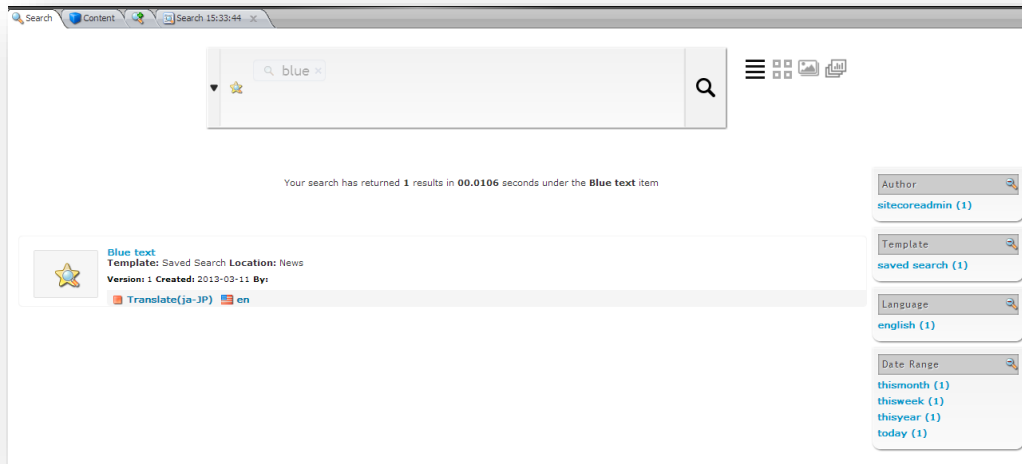 Search Content Search 15:33:44 x
blue ×
Your search has returned 1 results in 00.0106 seconds under the Blue text item
Blue text
Template: Saved Search Location: News
Version: 1 Created: 2013-03-11 By:
Translate(ja-JP) en
Author
sitecoreadmin (1)
Template
saved search (1)
Language
english (1)
Date Range
thismonth (1)
thisweek (1)
thisyear (1)
today (1)